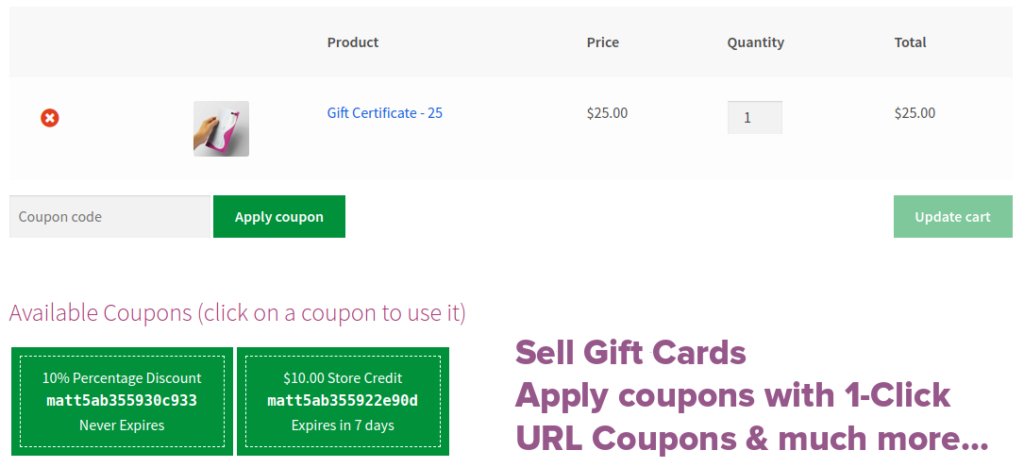 Product Price Quantity Total
Gift Certificate - 25 $25.00 1 $25.00
Coupon code Apply coupon Update cart
Available Coupons (click on a coupon to use it)
10% Percentage Discount
matt5ab355930c933
Never Expires
$10.00 Store Credit
matt5ab355922e90d
Expires in 7 days
Sell Gift Cards
Apply coupons with 1-Click
URL Coupons & much more...